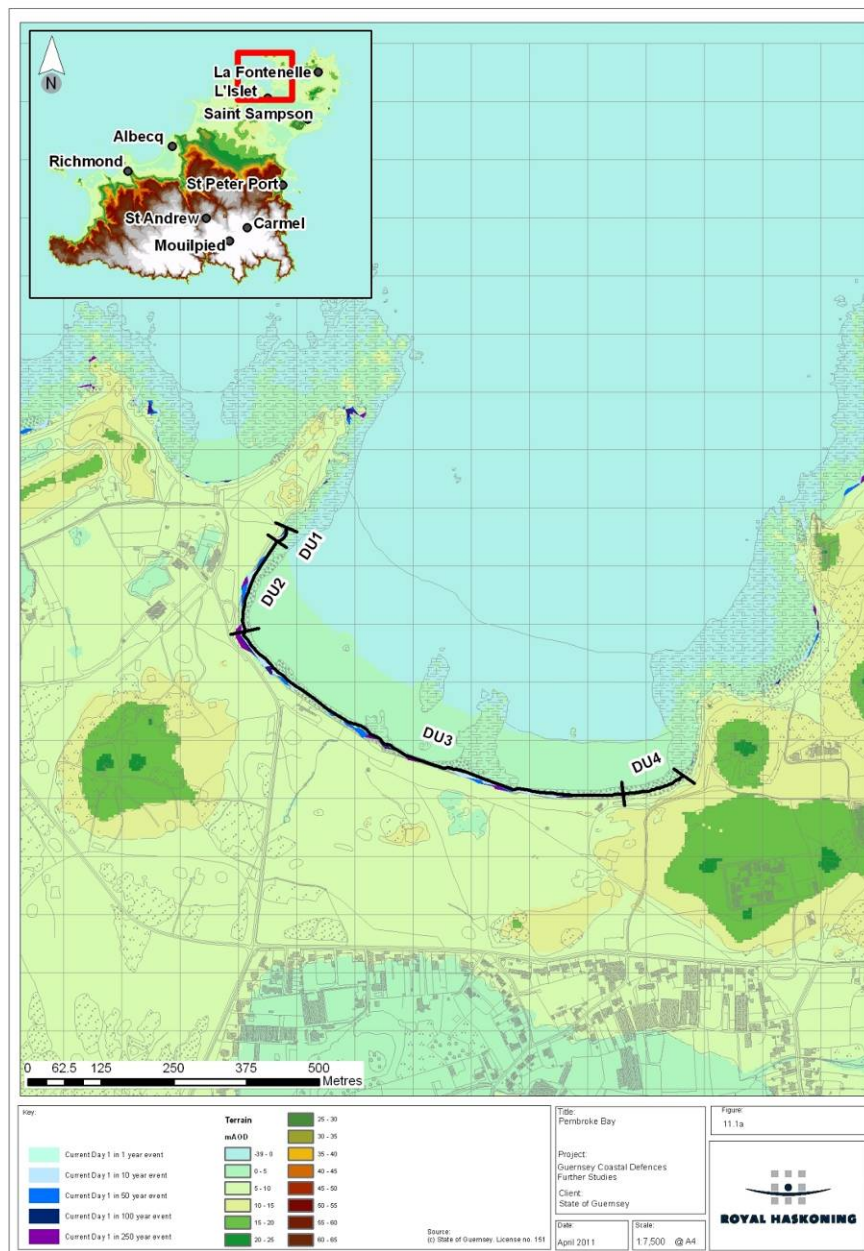 N
La Fontenelle
L'Islet
Saint Sampson
Albecq
Richmond
St Peter Port
St Andrew
Carmel
Mouilpied
DU1
DU2
DU3
DU4
0 62.5 125 250 375 500
Metres
Key:
Current Day 1 in 1 year event
Current Day 1 in 10 year event
Current Day 1 in 50 year event
Current Day 1 in 100 year event
Current Day 1 in 250 year event
Terrain
mAOD
-39 - 0
0 - 5
5 - 10
10 - 15
15 - 20
20 - 25
25 - 30
30 - 35
35 - 40
40 - 45
45 - 50
50 - 55
55 - 60
60 - 65
Source:
(c) State of Guernsey. License no. 151
Title:
Pembroke Bay
Project:
Guernsey Coastal Defences
Further Studies
Client:
State of Guernsey
Date:
April 2011
Scale:
1:7,500 @ A4
Figure:
11.1a
ROYAL HASKONING